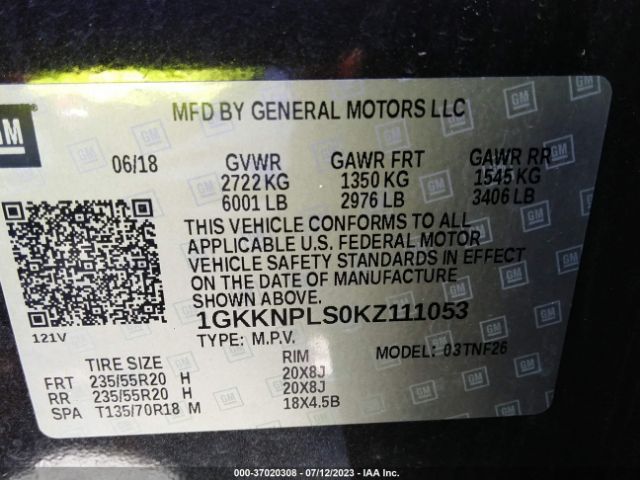 GM
MFD BY GENERAL MOTORS LLC
06/18 GVWR GAWR FRT GAWR RR
2722 KG 1350 KG 1545 KG
6001 LB 2976 LB 3406 LB
THIS VEHICLE CONFORMS TO ALL
APPLICABLE U.S. FEDERAL MOTOR
VEHICLE SAFETY STANDARDS IN EFFECT
ON THE DATE OF MANUFACTURE
SHOWN ABOVE.
1GKKNPLS0KZ111053
121V
TYPE: M.P.V. MODEL: 03TNF26
TIRE SIZE RIM
FRT 235/55R20 H 20X8J
RR 235/55R20 H 20X8J
SPA T135/70R18 M 18X4.5B
000-37020308 - 07/12/2023 - IAA Inc.